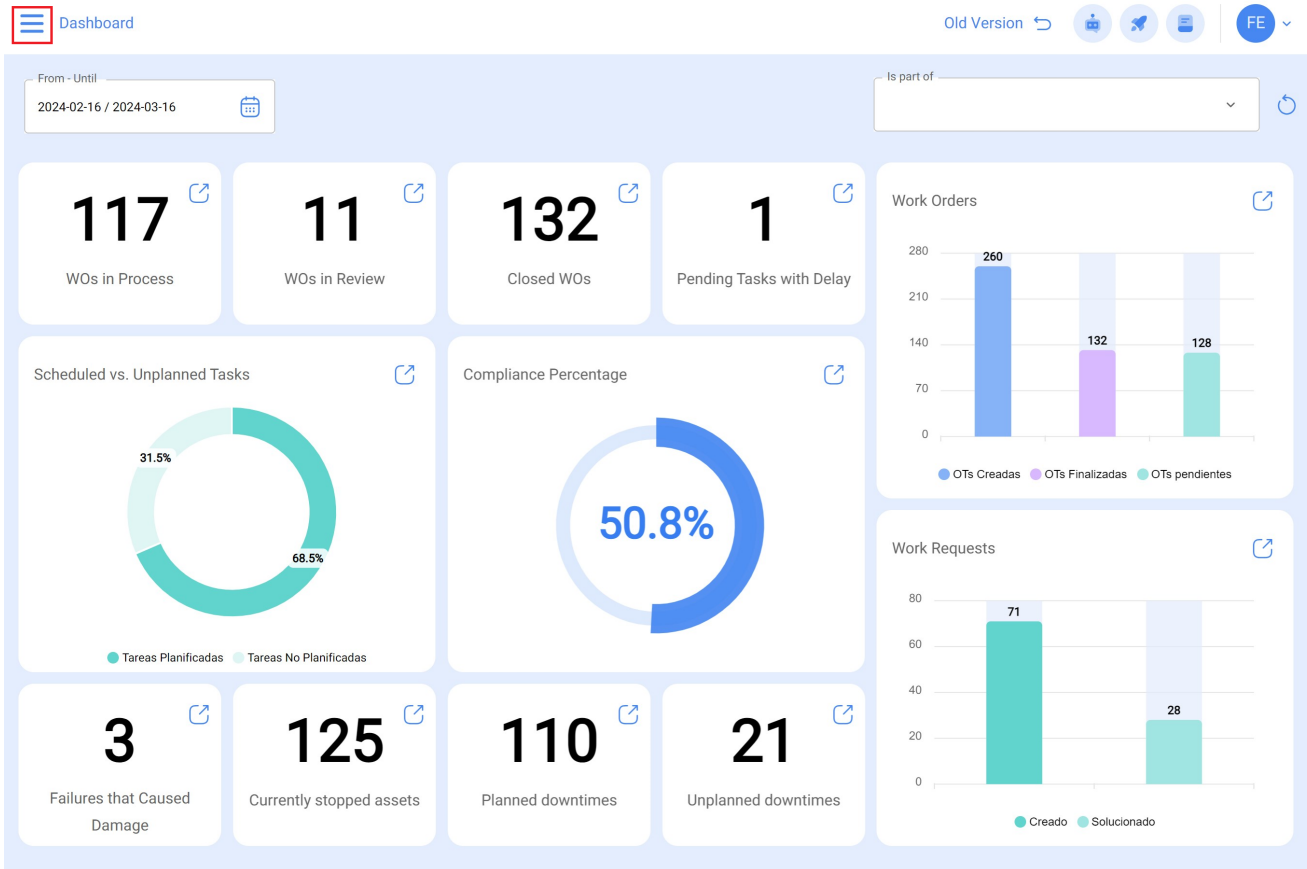 Dashboard
Old Version
FE
From - Until
2024-02-16 / 2024-03-16
Is part of
117
WOs in Process
11
WOs in Review
132
Closed WOs
1
Pending Tasks with Delay
Work Orders
280
210
140
70
0
260
132
128
OTs Creadas
OTs Finalizadas
OTs pendientes
Scheduled vs. Unplanned Tasks
31.5%
68.5%
Tareas Planificadas
Tareas No Planificadas
Compliance Percentage
50.8%
Work Requests
80
60
40
20
0
71
28
Creado
Solucionado
3
Failures that Caused
Damage
125
Currently stopped assets
110
Planned downtimes
21
Unplanned downtimes